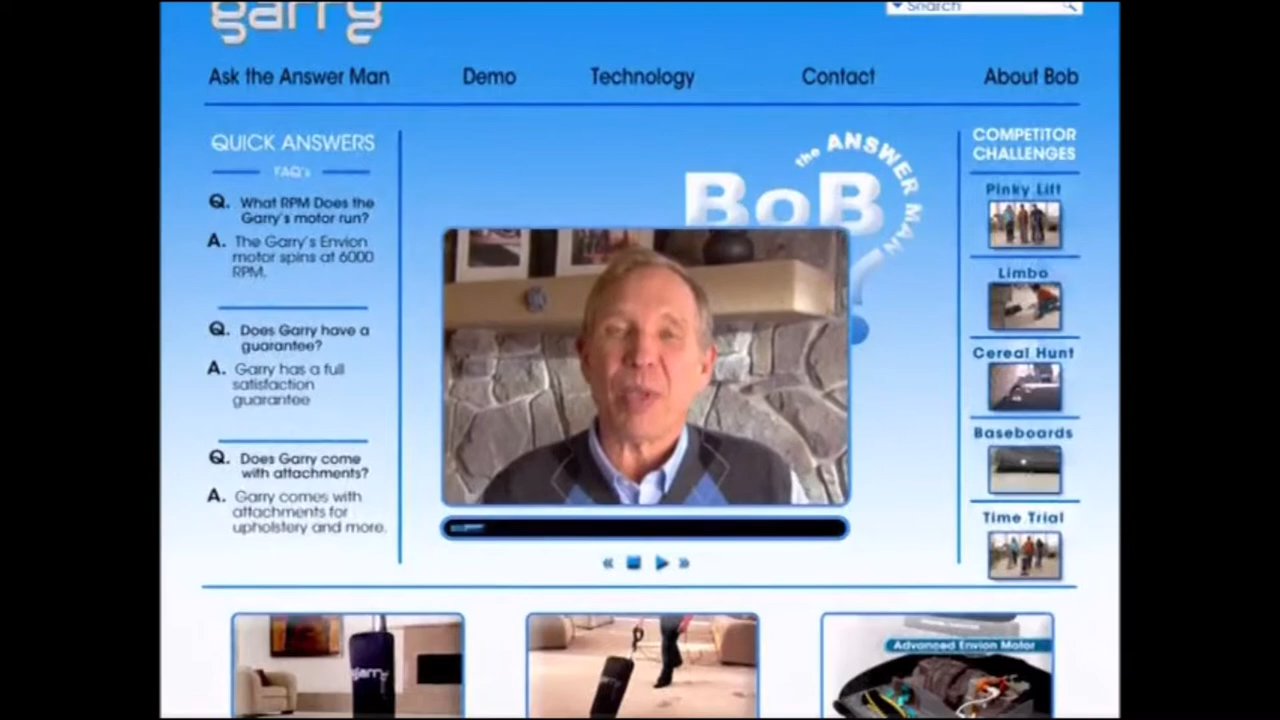 garry
Search
Ask the Answer Man
Demo
Technology
Contact
About Bob
QUICK ANSWERS
FAQ's
Q. What RPM Does the
Garry's motor run?
A. The Garry's Envion
motor spins at 6000
RPM.
Q. Does Garry have a
guarantee?
A. Garry has a full
satisfaction
guarantee
Q. Does Garry come
with attachments?
A. Garry comes with
attachments for
upholstery and more.
BoB
the ANSWER MAN
?
COMPETITOR
CHALLENGES
Pinky Lift
Limbo
Cereal Hunt
Baseboards
Time Trial
garry
garry
Advanced Envion Motor